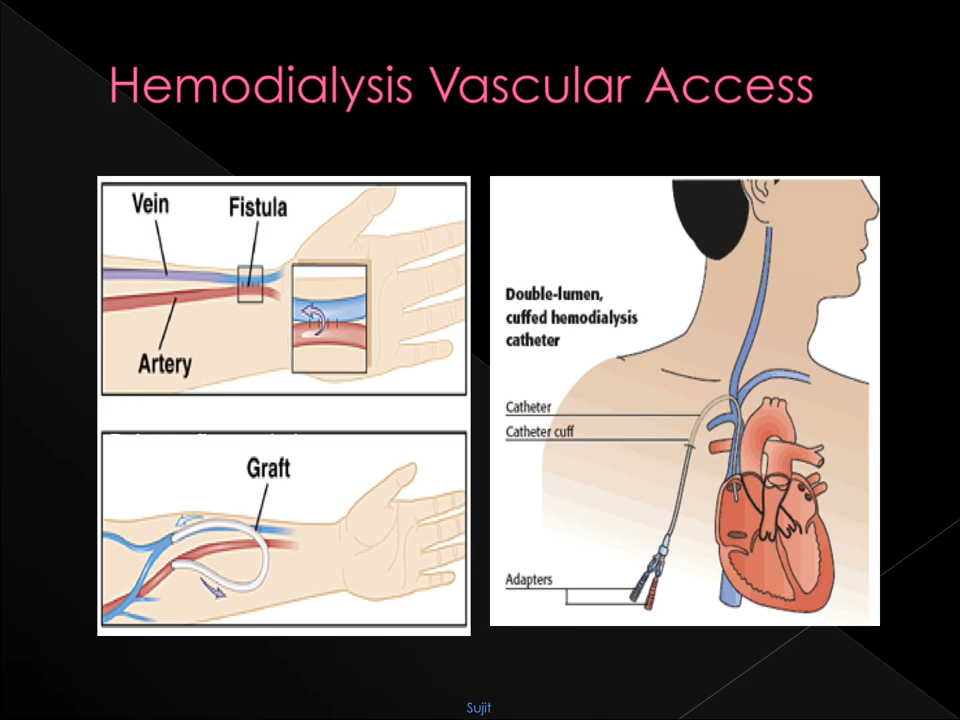 Hemodialysis Vascular Access
Vein
Fistula
Artery
Graft
Double-lumen,
cuffed hemodialysis
catheter
Catheter
Catheter cuff
Adapters
Sujit